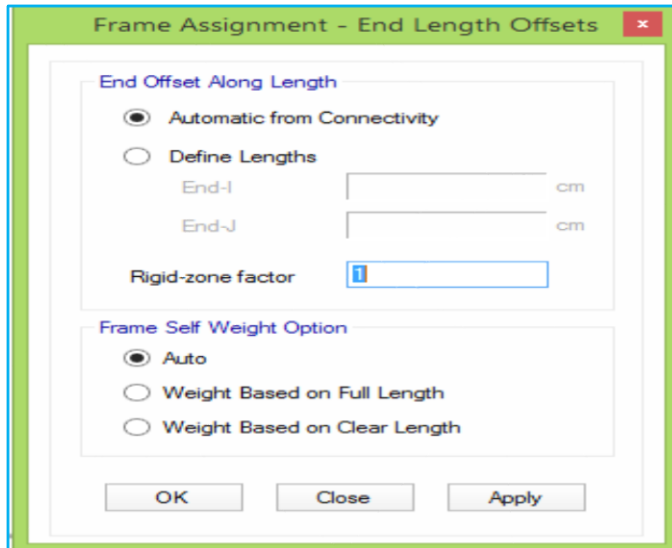 Frame Assignment - End Length Offsets
x
End Offset Along Length
Automatic from Connectivity
Define Lengths
End-I cm
End-J cm
Rigid-zone factor 1
Frame Self Weight Option
Auto
Weight Based on Full Length
Weight Based on Clear Length
OK Close Apply